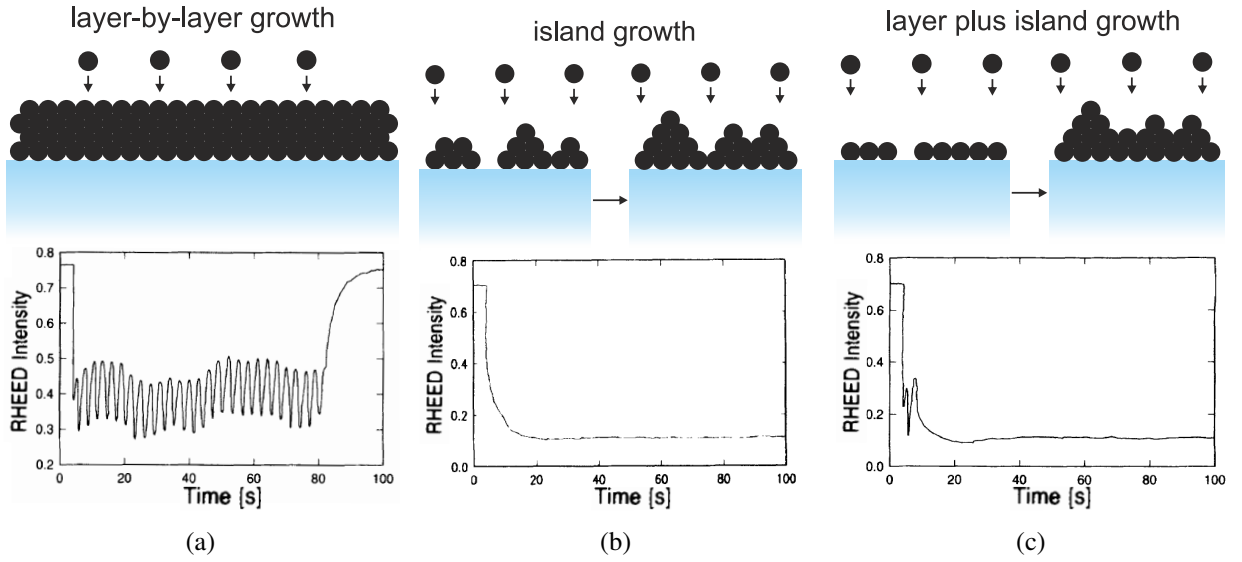 layer-by-layer growth
island growth
layer plus island growth
0.8
0.7
0.6
0.5
0.4
0.3
0.2
RHEED Intensity
0 20 40 60 80 100
Time [s]
(a)
0.8
0.6
0.4
0.2
0.0
RHEED Intensity
0 20 40 60 80 100
Time [s]
(b)
0.8
0.6
0.4
0.2
0.0
RHEED Intensity
0 20 40 60 80 100
Time [s]
(c)